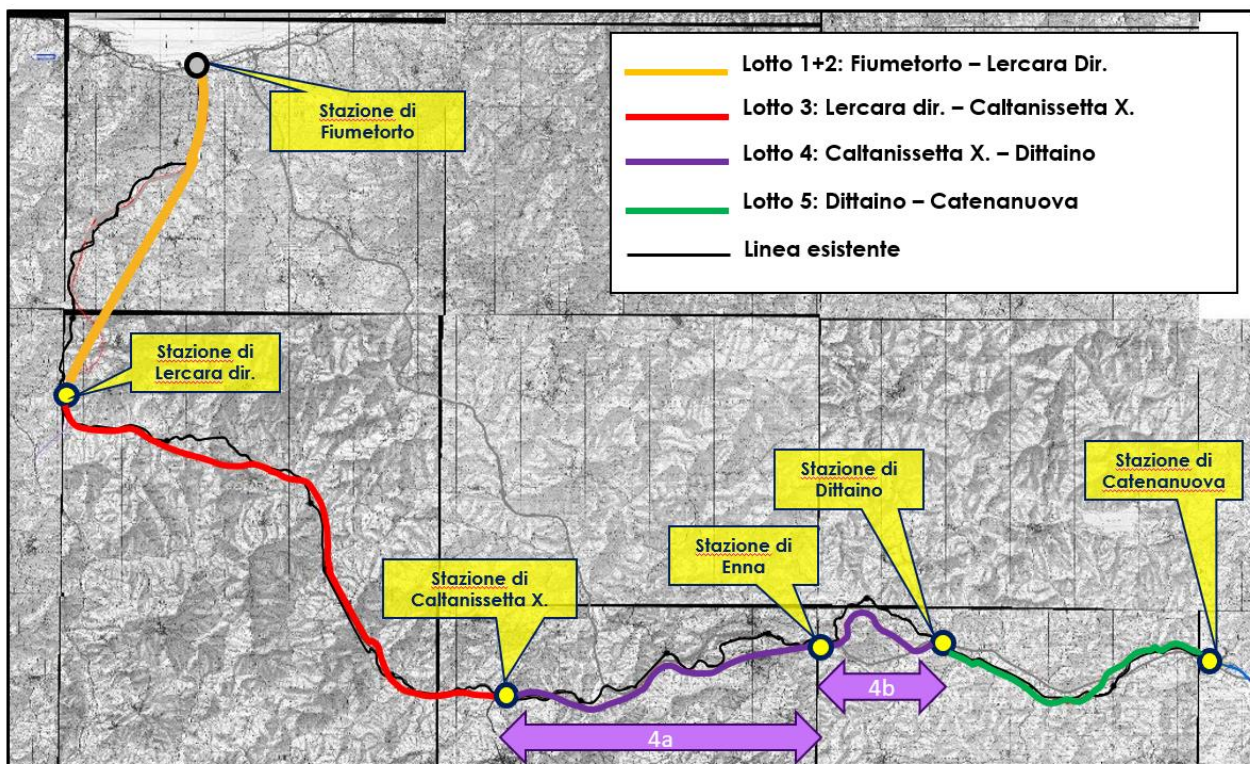 Lotto 1+2: Fiumetorto – Lercara Dir.
Lotto 3: Lercara dir. – Caltanissetta X.
Lotto 4: Caltanissetta X. – Dittaino
Lotto 5: Dittaino – Catenanuova
Linea esistente
Stazione di
Fiumetorto
Stazione di
Lercara dir.
Stazione di
Caltanissetta X.
Stazione di
Enna
Stazione di
Dittaino
Stazione di
Catenanuova
4a
4b